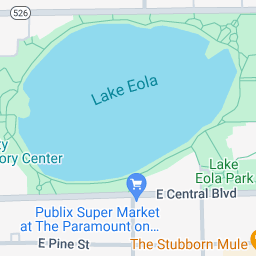 526
Lake Eola
ty
ory Center
Lake
Eola Park
E Central Blvd
Publix Super Market
at The Paramount on...
E Pine St
The Stubborn Mule